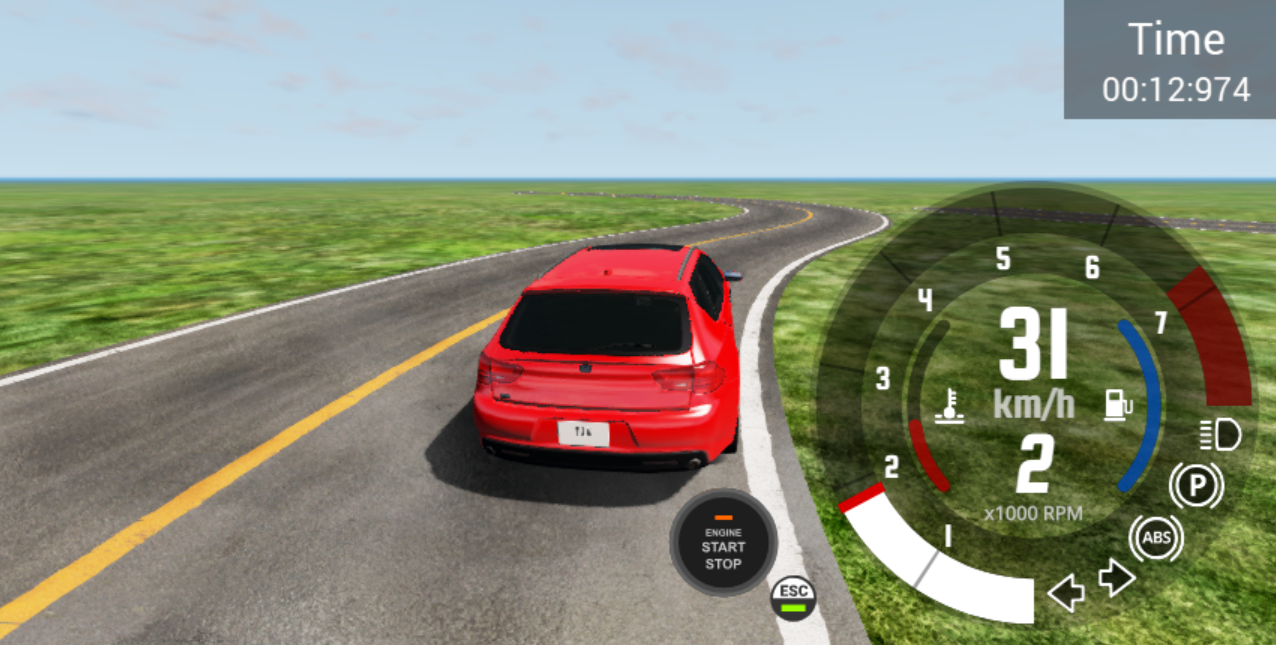 Time
00:12:974
5
6
4
7
31
3
km/h
2
2
x1000 RPM
1
P
ABS
ENGINE
START
STOP
ESC